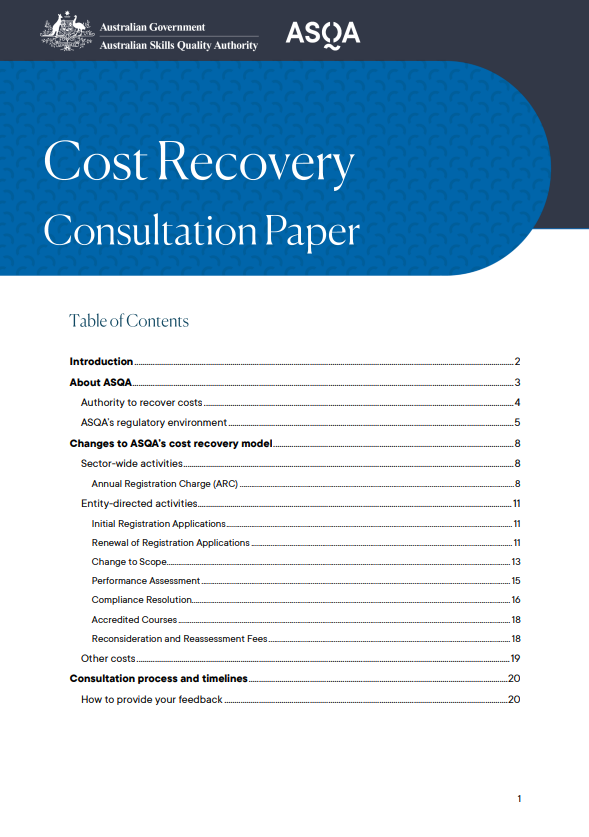 Australian Government
Australian Skills Quality Authority
ASQA
Cost Recovery
Consultation Paper
Table of Contents
Introduction 2
About ASQA 3
Authority to recover costs 4
ASQA's regulatory environment 5
Changes to ASQA's cost recovery model 8
Sector-wide activities 8
Annual Registration Charge (ARC) 8
Entity-directed activities 11
Initial Registration Applications 11
Renewal of Registration Applications 11
Change to Scope 13
Performance Assessment 15
Compliance Resolution 16
Accredited Courses 18
Reconsideration and Reassessment Fees 18
Other costs 19
Consultation process and timelines 20
How to provide your feedback 20
1